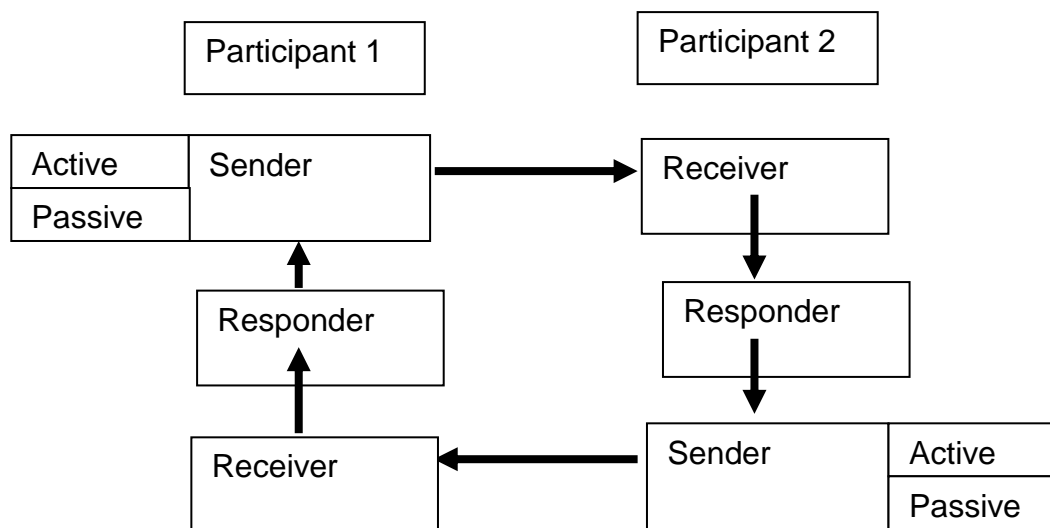 Participant 1
Participant 2
Active
Sender
Receiver
Passive
Responder
Responder
Receiver
Sender
Active
Passive